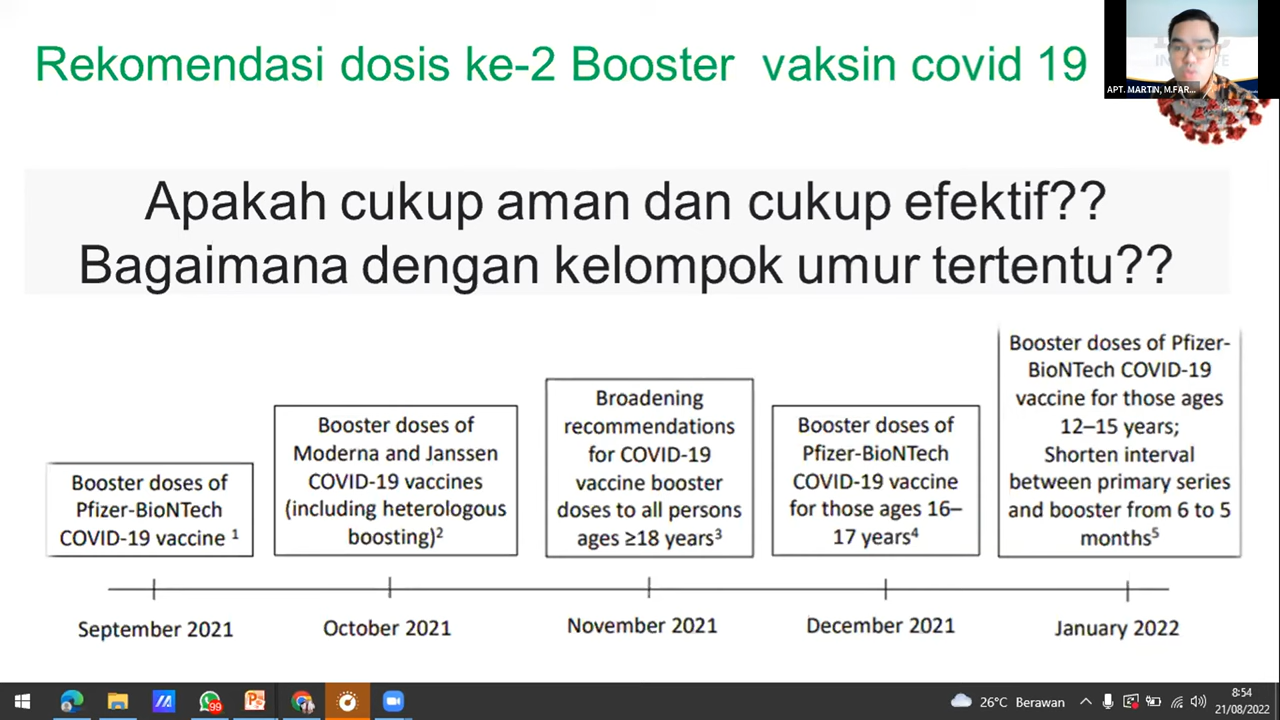 Rekomendasi dosis ke-2 Booster vaksin covid 19
APT. MARTIN, M.FAR...
Apakah cukup aman dan cukup efektif??
Bagaimana dengan kelompok umur tertentu??
Booster doses of
Pfizer-BioNTech
COVID-19 vaccine 1
Booster doses of
Moderna and Janssen
COVID-19 vaccines
(including heterologous
boosting)2
Broadening
recommendations
for COVID-19
vaccine booster
doses to all persons
ages ≥18 years3
Booster doses of
Pfizer-BioNTech
COVID-19 vaccine
for those ages 16–
17 years4
Booster doses of Pfizer-
BioNTech COVID-19
vaccine for those ages
12–15 years;
Shorten interval
between primary series
and booster from 6 to 5
months5
September 2021
October 2021
November 2021
December 2021
January 2022
99
26°C Berawan
8:54
21/08/2022